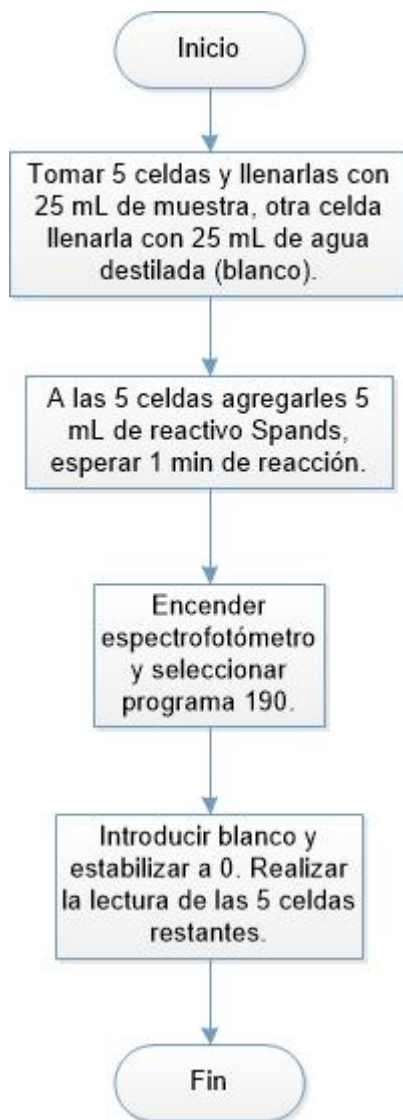 Inicio
Tomar 5 celdas y llenarlas con
25 mL de muestra, otra celda
llenarla con 25 mL de agua
destilada (blanco).
A las 5 celdas agregarles 5
mL de reactivo Spands,
esperar 1 min de reacción.
Encender
espectrofotómetro
y seleccionar
programa 190.
Introducir blanco y
estabilizar a 0. Realizar
la lectura de las 5 celdas
restantes.
Fin